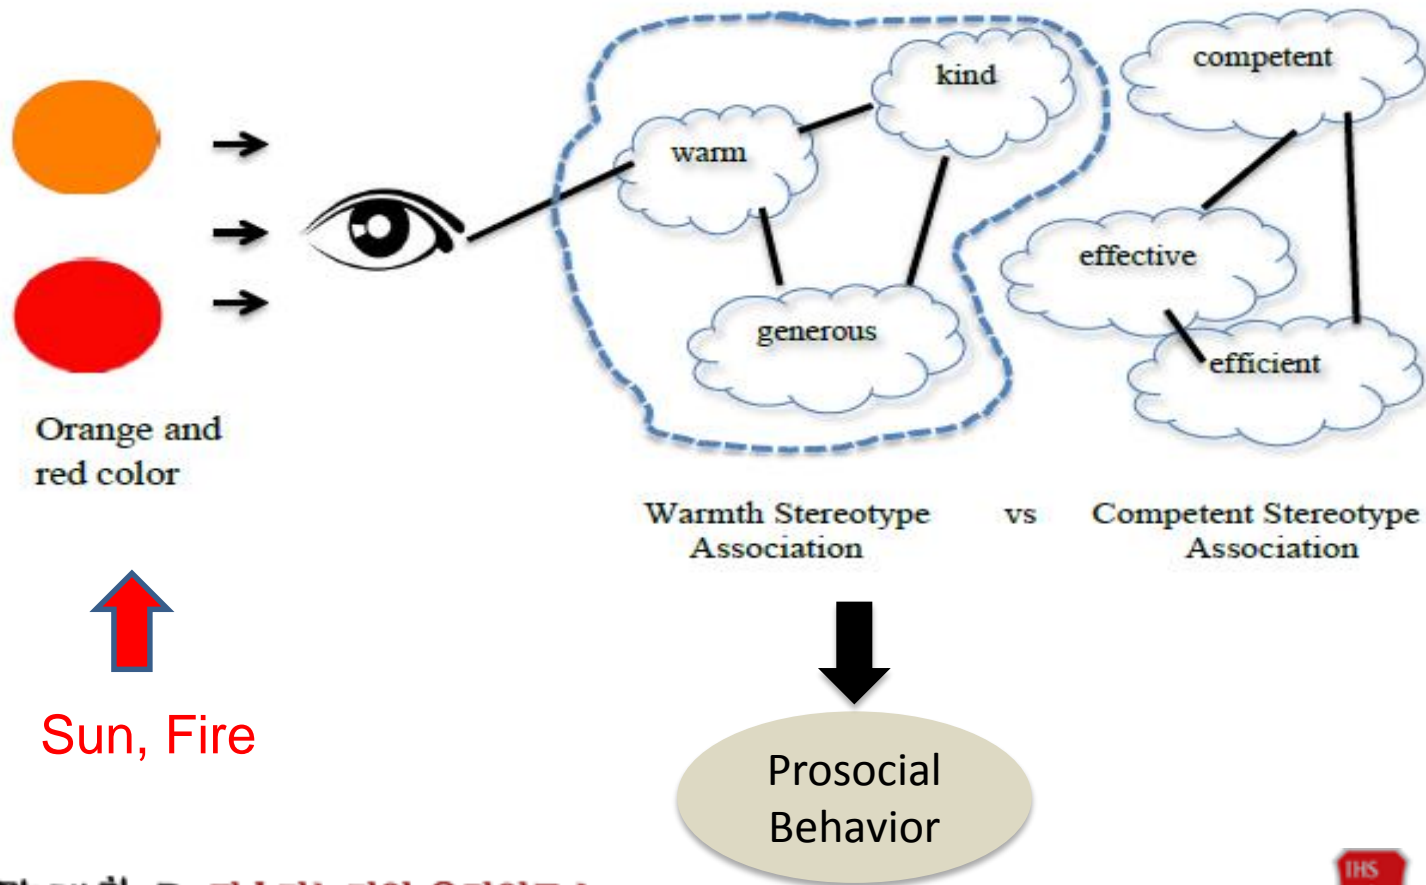 kind
competent
warm
effective
generous
efficient
Orange and
red color
Warmth Stereotype
Association
vs
Competent Stereotype
Association
Sun, Fire
Prosocial
Behavior
IHS